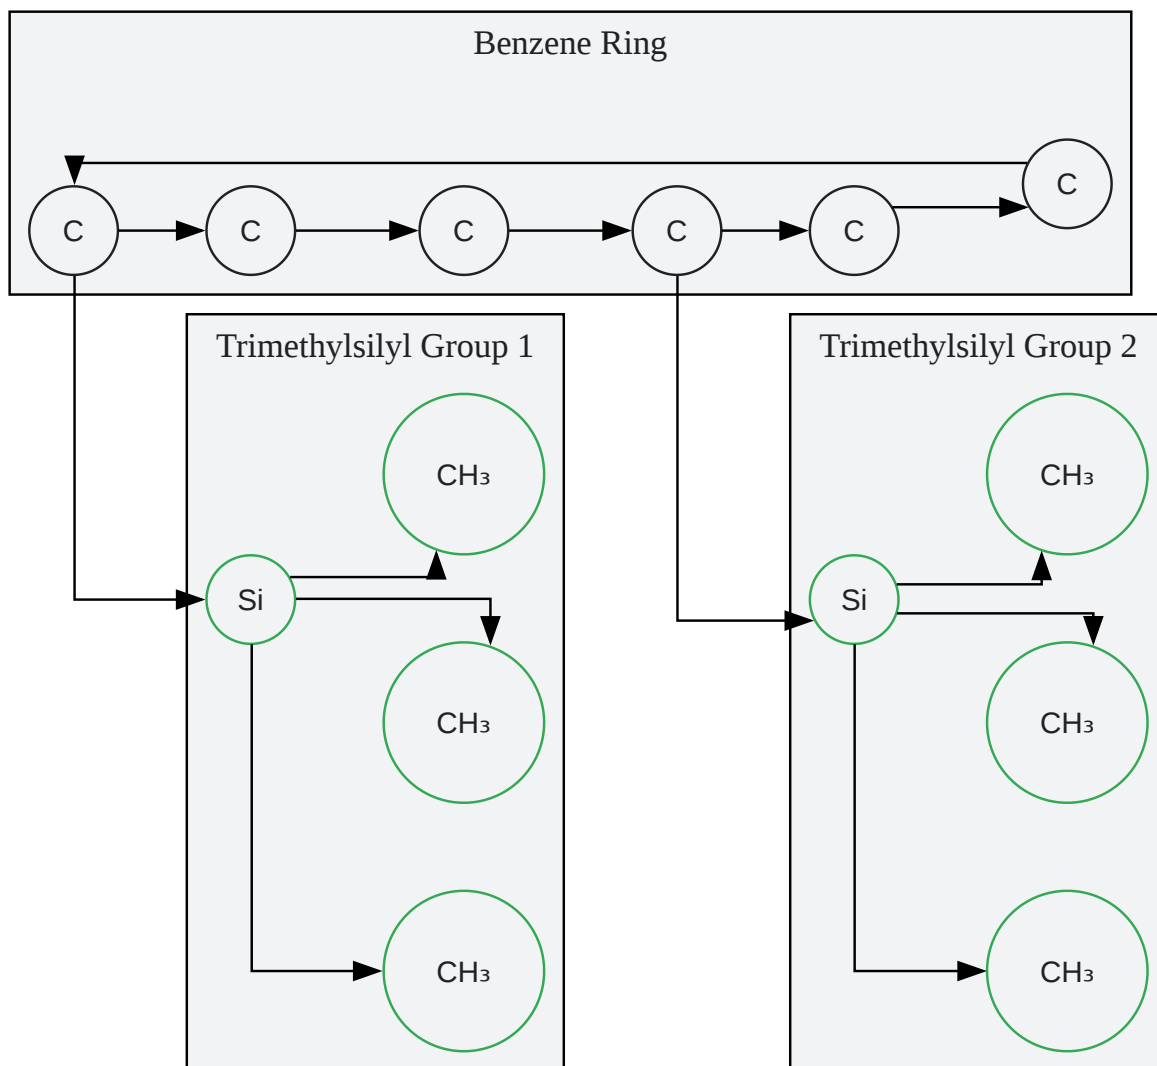 Benzene Ring
C
C
C
C
C
C
Trimethylsilyl Group 1
CH₃
Si
CH₃
CH₃
Trimethylsilyl Group 2
CH₃
Si
CH₃
CH₃